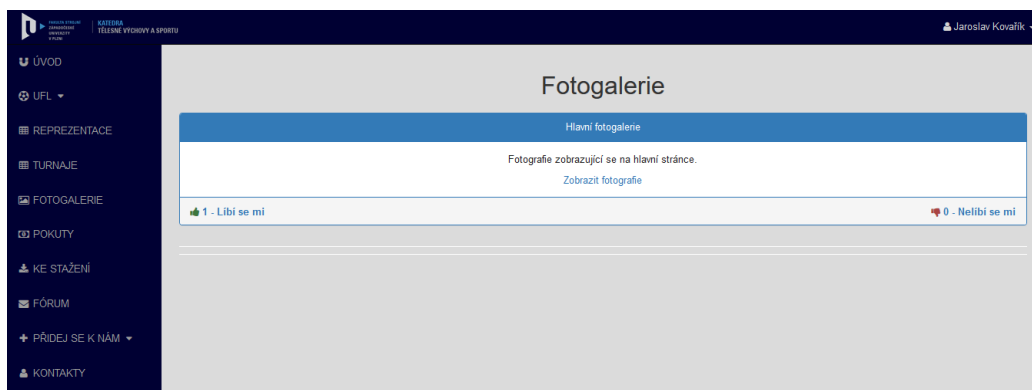 KATEDRA
TĚLESNÉ VÝCHOVY A SPORTU
Jaroslav Kovařík
ÚVOD
UFL
REPREZENTACE
TURNAJE
FOTOGALERIE
POKUTY
KE STAŽENÍ
FÓRUM
PŘIDEJ SE K NÁM
KONTAKTY
Fotogalerie
Hlavní fotogalerie
Fotografie zobrazující se na hlavní stránce.
Zobrazit fotografie
1 - Líbí se mi
0 - Nelíbí se mi